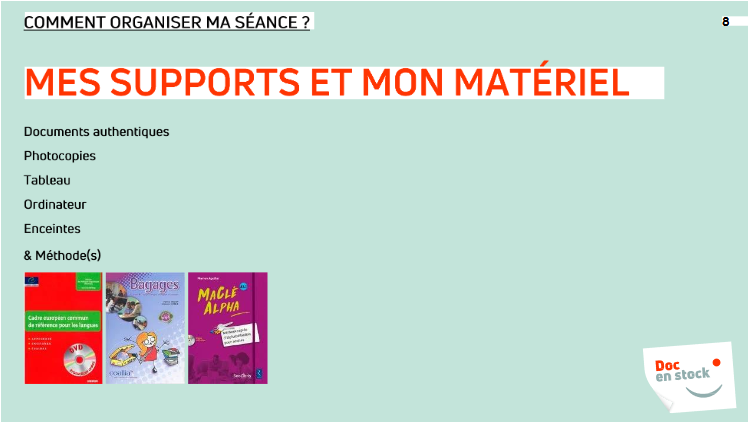 COMMENT ORGANISER MA SÉANCE ?
8
MES SUPPORTS ET MON MATÉRIEL
Documents authentiques
Photocopies
Tableau
Ordinateur
Enceintes
& Méthode(s)
Cadre européen commun
de référence pour les langues
DVD
Bagages
MaClé
ALPHA
Doc
en stock